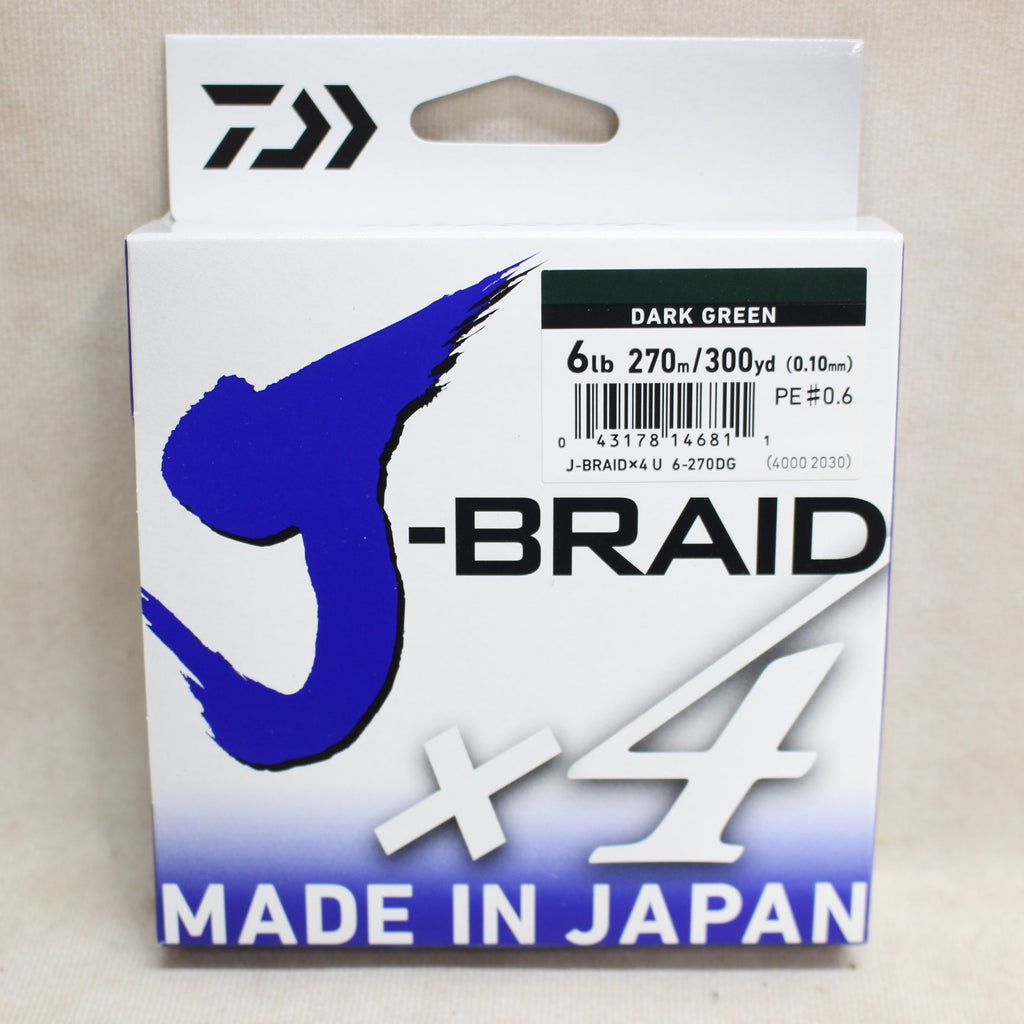 DARK GREEN
6lb 270m/300yd (0.10mm)
PE♯0.6
0 43178 14681 1
J-BRAID×4 U 6-270DG (4000 2030)
J-BRAID
×4
MADE IN JAPAN